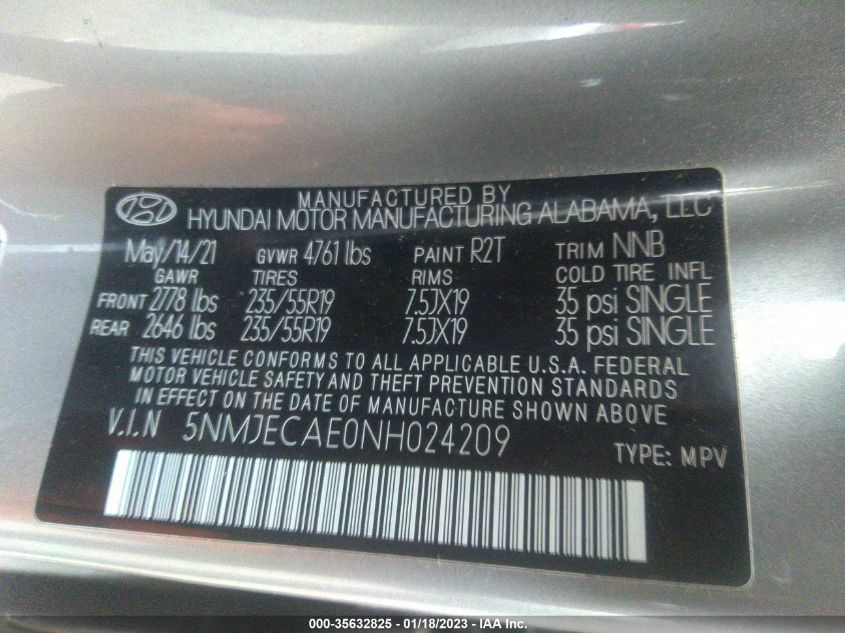 MANUFACTURED BY
HYUNDAI MOTOR MANUFACTURING ALABAMA, LLC
May/14/21 GVWR 4761 lbs PAINT R2T TRIM NNB
GAWR TIRES RIMS COLD TIRE INFL
FRONT 2778 lbs 235/55R19 7.5JX19 35 psi SINGLE
REAR 2646 lbs 235/55R19 7.5JX19 35 psi SINGLE
THIS VEHICLE CONFORMS TO ALL APPLICABLE U.S.A. FEDERAL
MOTOR VEHICLE SAFETY AND THEFT PREVENTION STANDARDS
IN EFFECT ON THE DATE OF MANUFACTURE SHOWN ABOVE
V.I.N 5NMJECAE0NH024209 TYPE: MPV
000-35632825 - 01/18/2023 - IAA Inc.